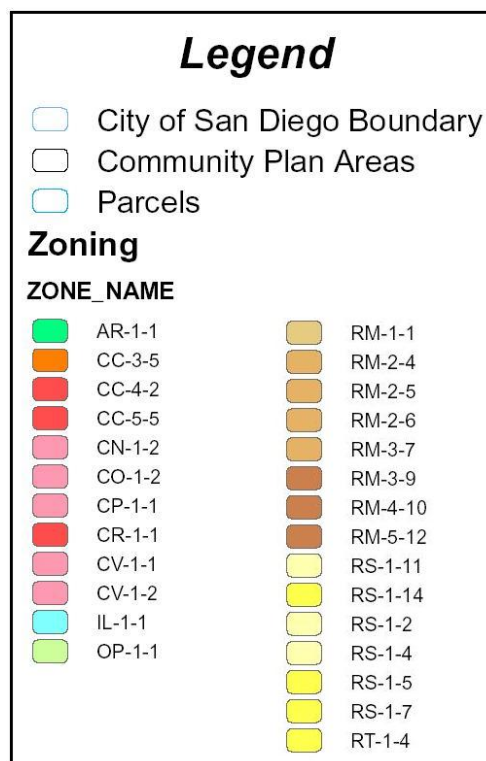 Legend
City of San Diego Boundary
Community Plan Areas
Parcels
Zoning
ZONE_NAME
AR-1-1
CC-3-5
CC-4-2
CC-5-5
CN-1-2
CO-1-2
CP-1-1
CR-1-1
CV-1-1
CV-1-2
IL-1-1
OP-1-1
RM-1-1
RM-2-4
RM-2-5
RM-2-6
RM-3-7
RM-3-9
RM-4-10
RM-5-12
RS-1-11
RS-1-14
RS-1-2
RS-1-4
RS-1-5
RS-1-7
RT-1-4